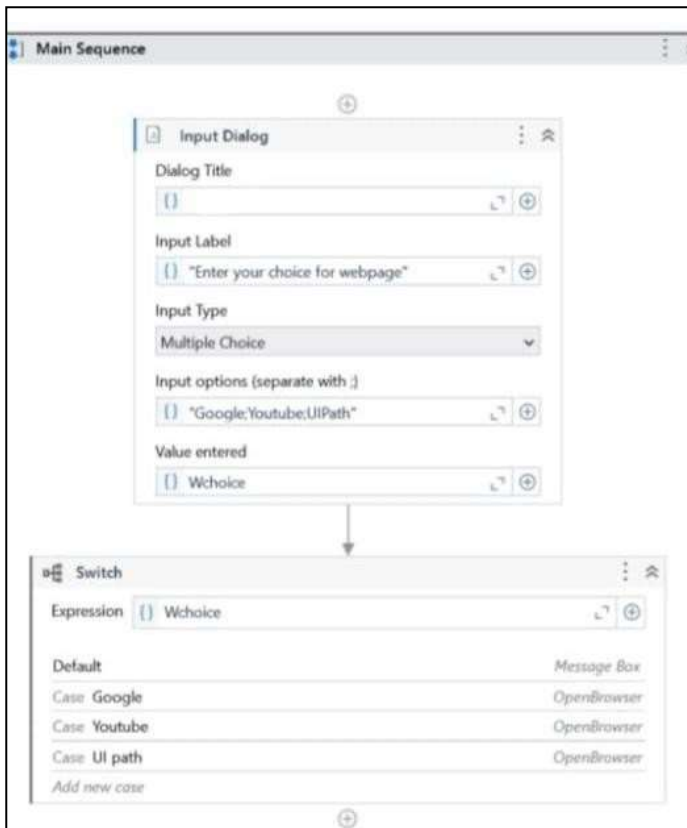 Main Sequence
Input Dialog
Dialog Title
Input Label
"Enter your choice for webpage"
Input Type
Multiple Choice
Input options (separate with ;)
"Google;Youtube;UIPath"
Value entered
Wchoice
Switch
Expression Wchoice
Default Message Box
Case Google OpenBrowser
Case Youtube OpenBrowser
Case UI path OpenBrowser
Add new case